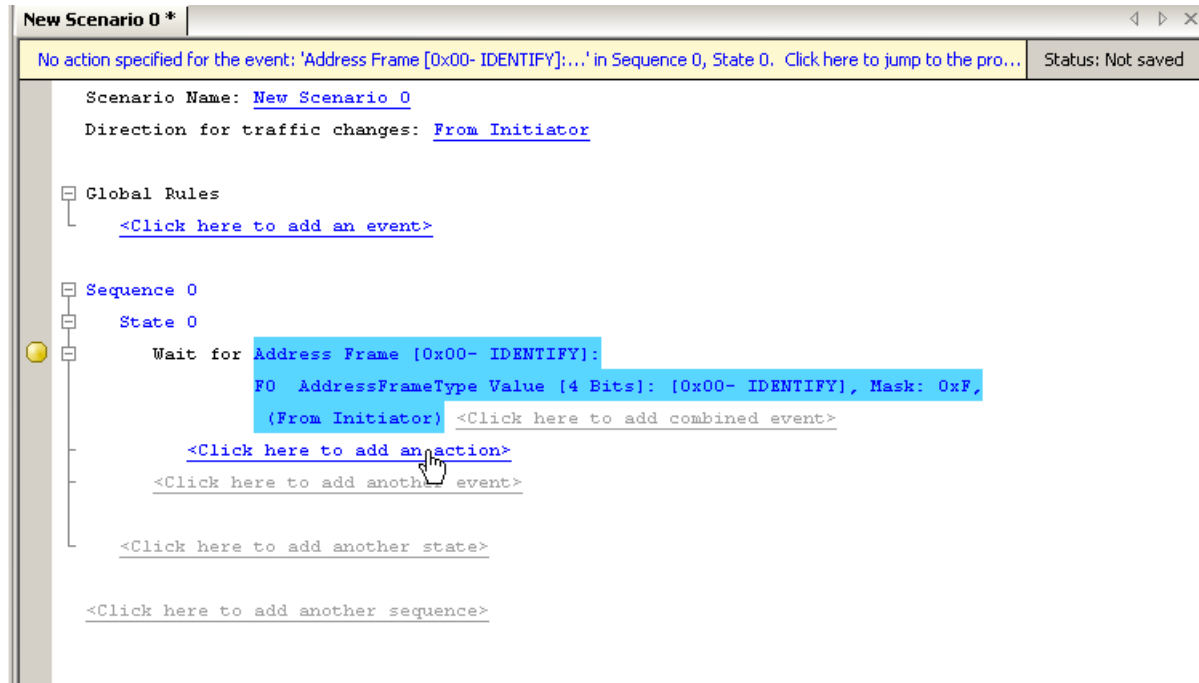 New Scenario 0 *
No action specified for the event: 'Address Frame [0x00- IDENTIFY]:...' in Sequence 0, State 0. Click here to jump to the pro... Status: Not saved
Scenario Name: New Scenario 0
Direction for traffic changes: From Initiator
Global Rules
<Click here to add an event>
Sequence 0
State 0
Wait for Address Frame [0x00- IDENTIFY]:
F0 AddressFrameType Value [4 Bits]: [0x00- IDENTIFY], Mask: 0xF,
(From Initiator) <Click here to add combined event>
<Click here to add an action>
<Click here to add another event>
<Click here to add another state>
<Click here to add another sequence>